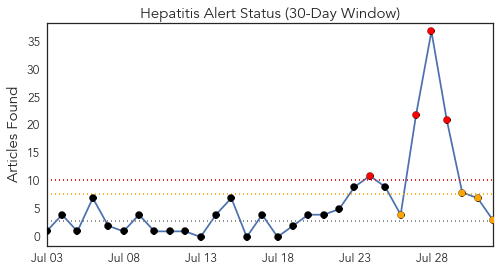 Hepatitis Alert Status (30-Day Window)
Articles Found
35
30
25
20
15
10
5
0
Jul 03 Jul 08 Jul 13 Jul 18 Jul 23 Jul 28